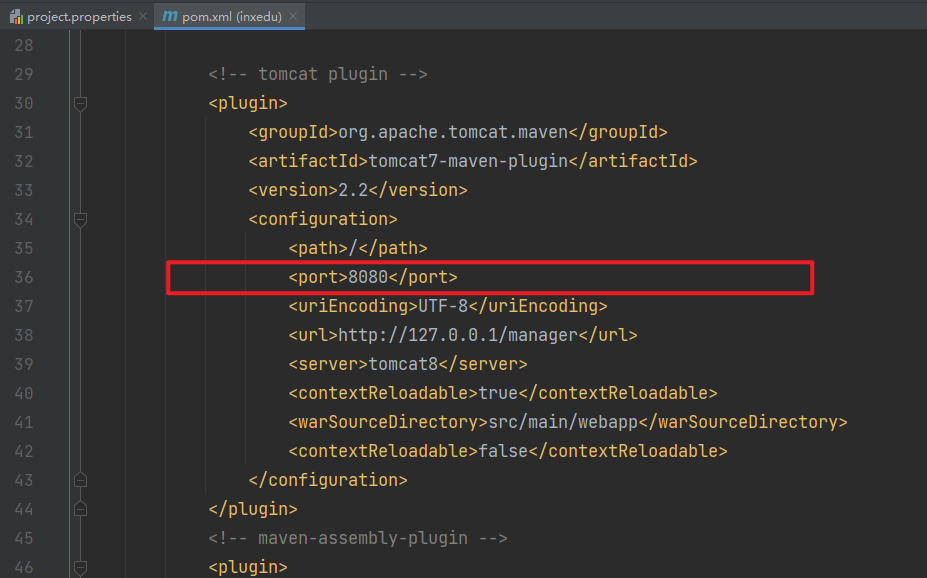 project.properties pom.xml (inxedu)
28
29 <!-- tomcat plugin -->
30 <plugin>
31 <groupId>org.apache.tomcat.maven</groupId>
32 <artifactId>tomcat7-maven-plugin</artifactId>
33 <version>2.2</version>
34 <configuration>
35 <path>/</path>
36 <port>8080</port>
37 <uriEncoding>UTF-8</uriEncoding>
38 <url>http://127.0.0.1/manager</url>
39 <server>tomcat8</server>
40 <contextReloadable>true</contextReloadable>
41 <warSourceDirectory>src/main/webapp</warSourceDirectory>
42 <contextReloadable>false</contextReloadable>
43 </configuration>
44 </plugin>
45 <!-- maven-assembly-plugin -->
46 <plugin>